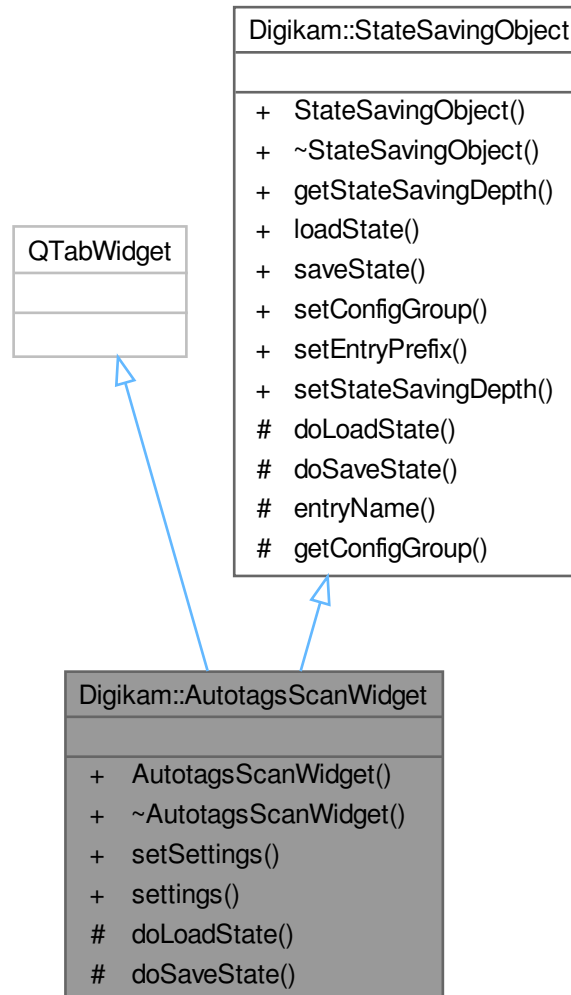 Digikam::StateSavingObject
+ StateSavingObject()
+ ~StateSavingObject()
+ getStateSavingDepth()
+ loadState()
+ saveState()
+ setConfigGroup()
+ setEntryPrefix()
+ setStateSavingDepth()
# doLoadState()
# doSaveState()
# entryName()
# getConfigGroup()
QTabWidget
Digikam::AutotagsScanWidget
+ AutotagsScanWidget()
+ ~AutotagsScanWidget()
+ setSettings()
+ settings()
# doLoadState()
# doSaveState()